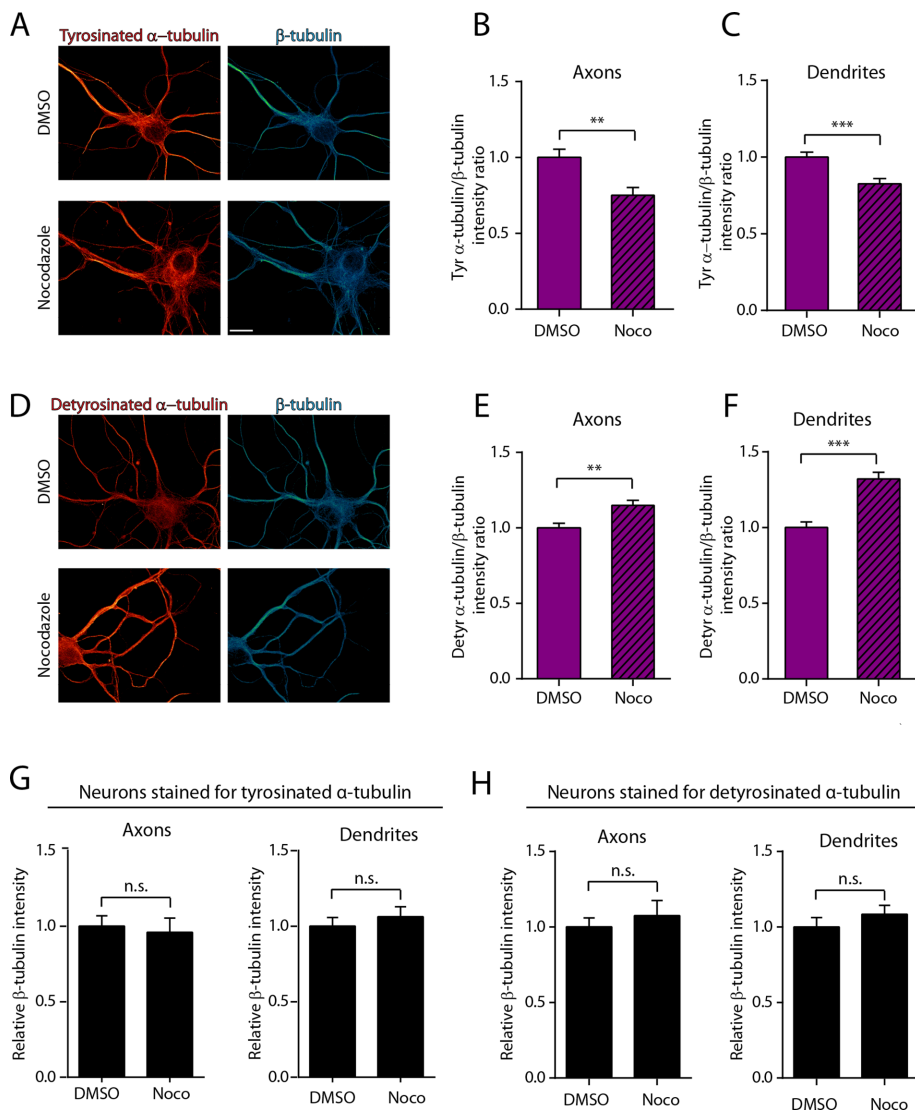 A
Tyrosinated α−tubulin
β-tubulin
DMSO
Nocodazole
B
Axons
Tyr α-tubulin/β-tubulin
intensity ratio
1.5
**
1.0
0.5
0.0
DMSO
Noco
C
Dendrites
Tyr α−tubulin/β-tubulin
intensity ratio
1.5
***
1.0
0.5
0.0
DMSO
Noco
D
Detyrosinated α−tubulin
β-tubulin
DMSO
Nocodazole
E
Axons
Detyr α-tubulin/β-tubulin
intensity ratio
1.5
**
1.0
0.5
0.0
DMSO
Noco
F
Dendrites
Detyr α-tubulin/β-tubulin
intensity ratio
1.5
***
1.0
0.5
0.0
DMSO
Noco
G
Neurons stained for tyrosinated α-tubulin
Axons
Relative β-tubulin intensity
1.5
n.s.
1.0
0.5
0.0
DMSO
Noco
Dendrites
Relative β-tubulin intensity
1.5
n.s.
1.0
0.5
0.0
DMSO
Noco
H
Neurons stained for detyrosinated α-tubulin
Axons
Relative β-tubulin intensity
1.5
n.s.
1.0
0.5
0.0
DMSO
Noco
Dendrites
Relative β-tubulin intensity
1.5
n.s.
1.0
0.5
0.0
DMSO
Noco